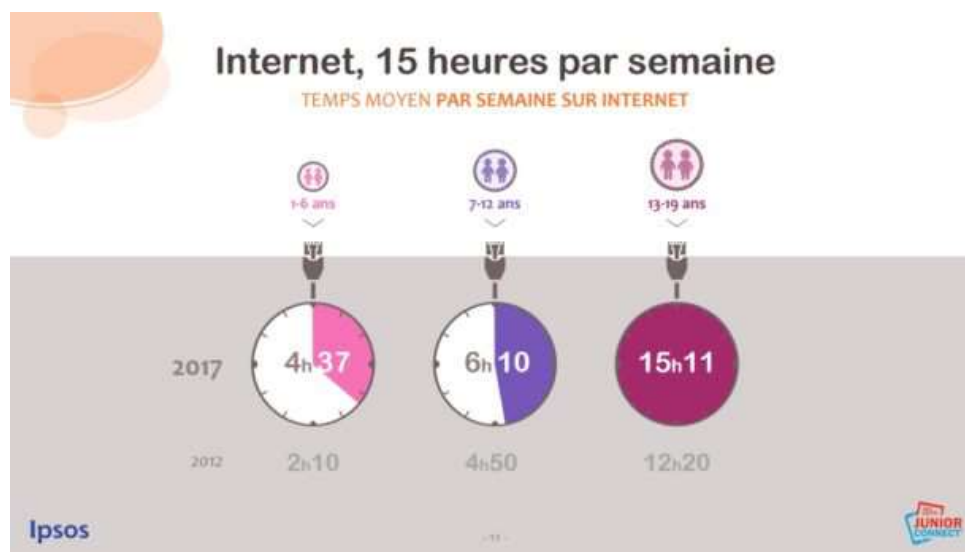 Internet, 15 heures par semaine
TEMPS MOYEN PAR SEMAINE SUR INTERNET
1-6 ans
7-12 ans
13-19 ans
2017
4h37
6h10
15h11
2012
2h10
4h50
12h20
Ipsos
- 11 -
JUNIOR
CONNECT